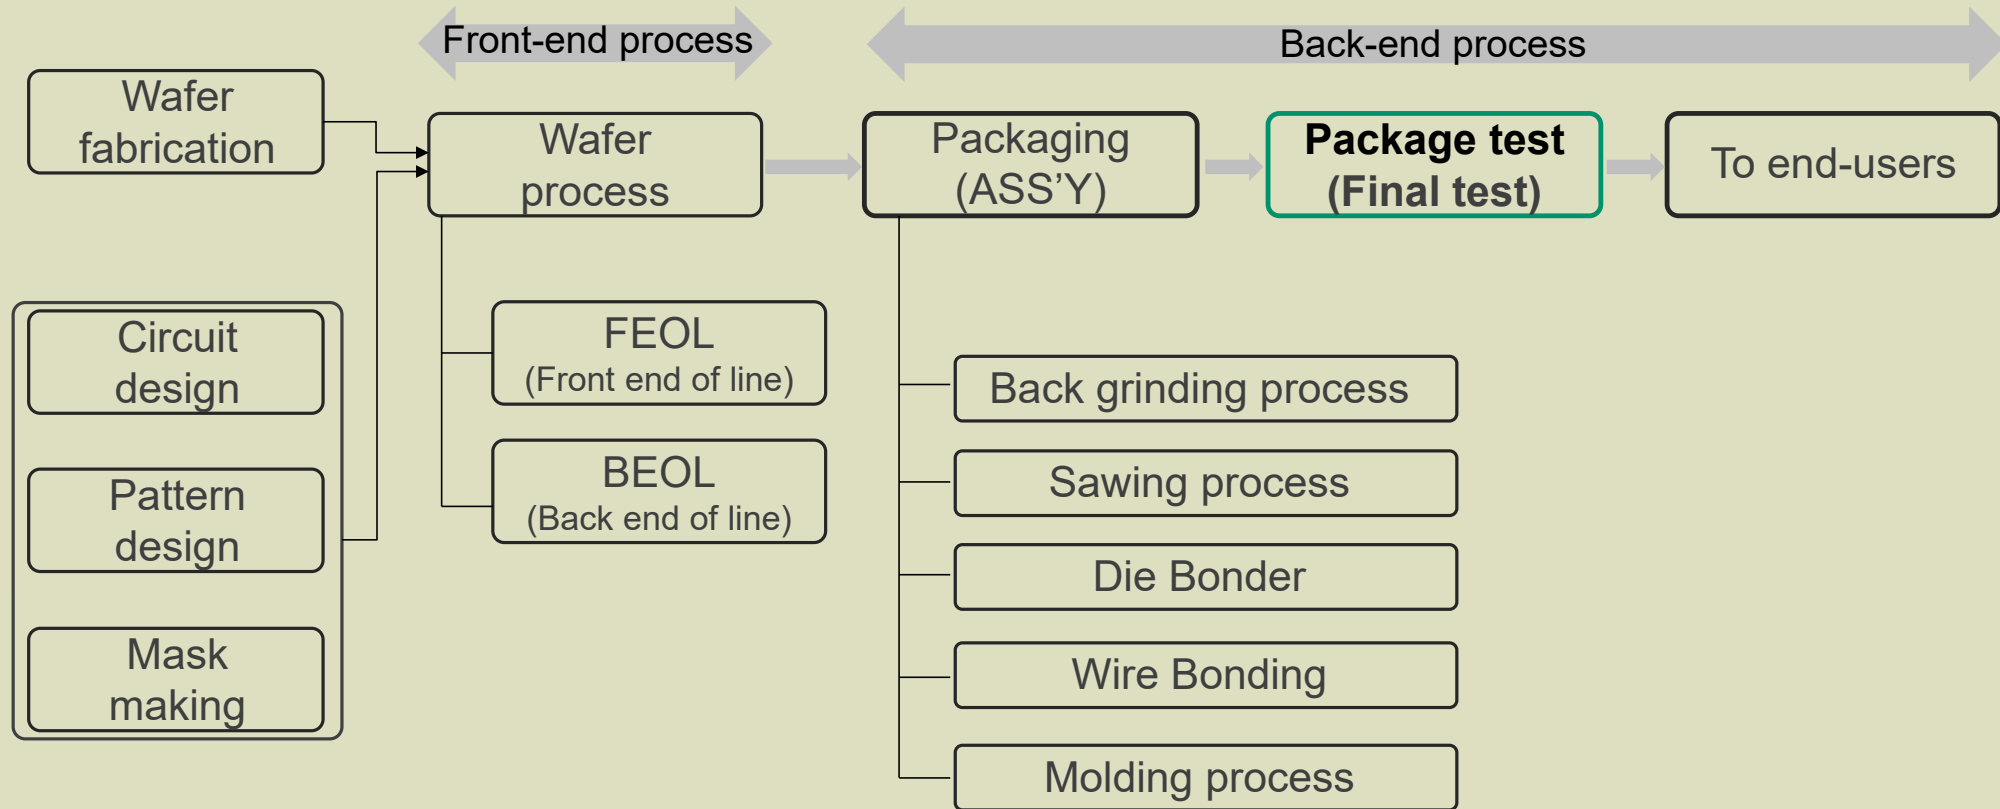 Front-end process
Back-end process
Wafer
fabrication
Wafer
process
Packaging
(ASS’Y)
Package test
(Final test)
To end-users
Circuit
design
Pattern
design
Mask
making
FEOL
(Front end of line)
BEOL
(Back end of line)
Back grinding process
Sawing process
Die Bonder
Wire Bonding
Molding process